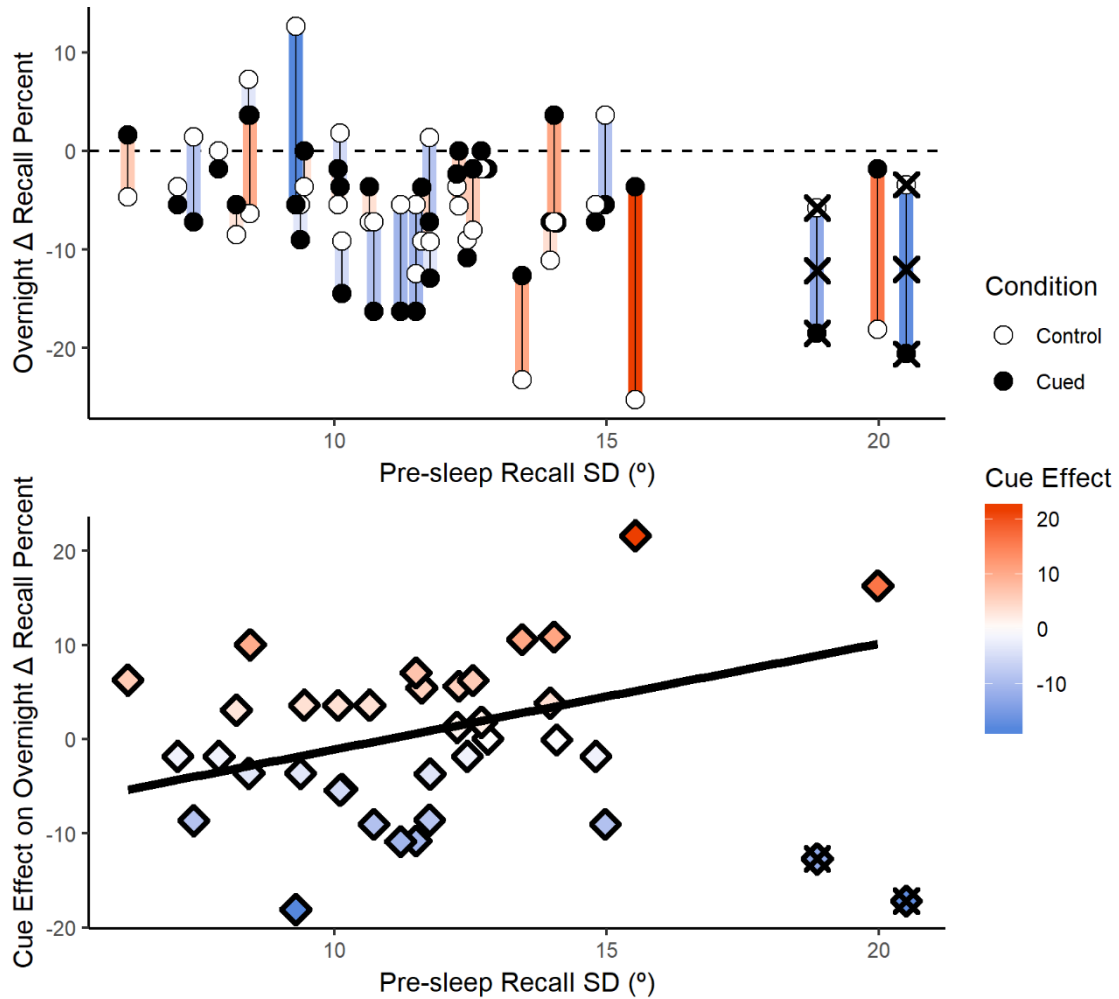 Overnight Δ Recall Percent
10
0
-10
-20
10
15
20
Pre-sleep Recall SD (º)
Condition
Control
Cued
Cue Effect
20
10
0
-10
Cue Effect on Overnight Δ Recall Percent
20
10
0
-10
-20
10
15
20
Pre-sleep Recall SD (º)